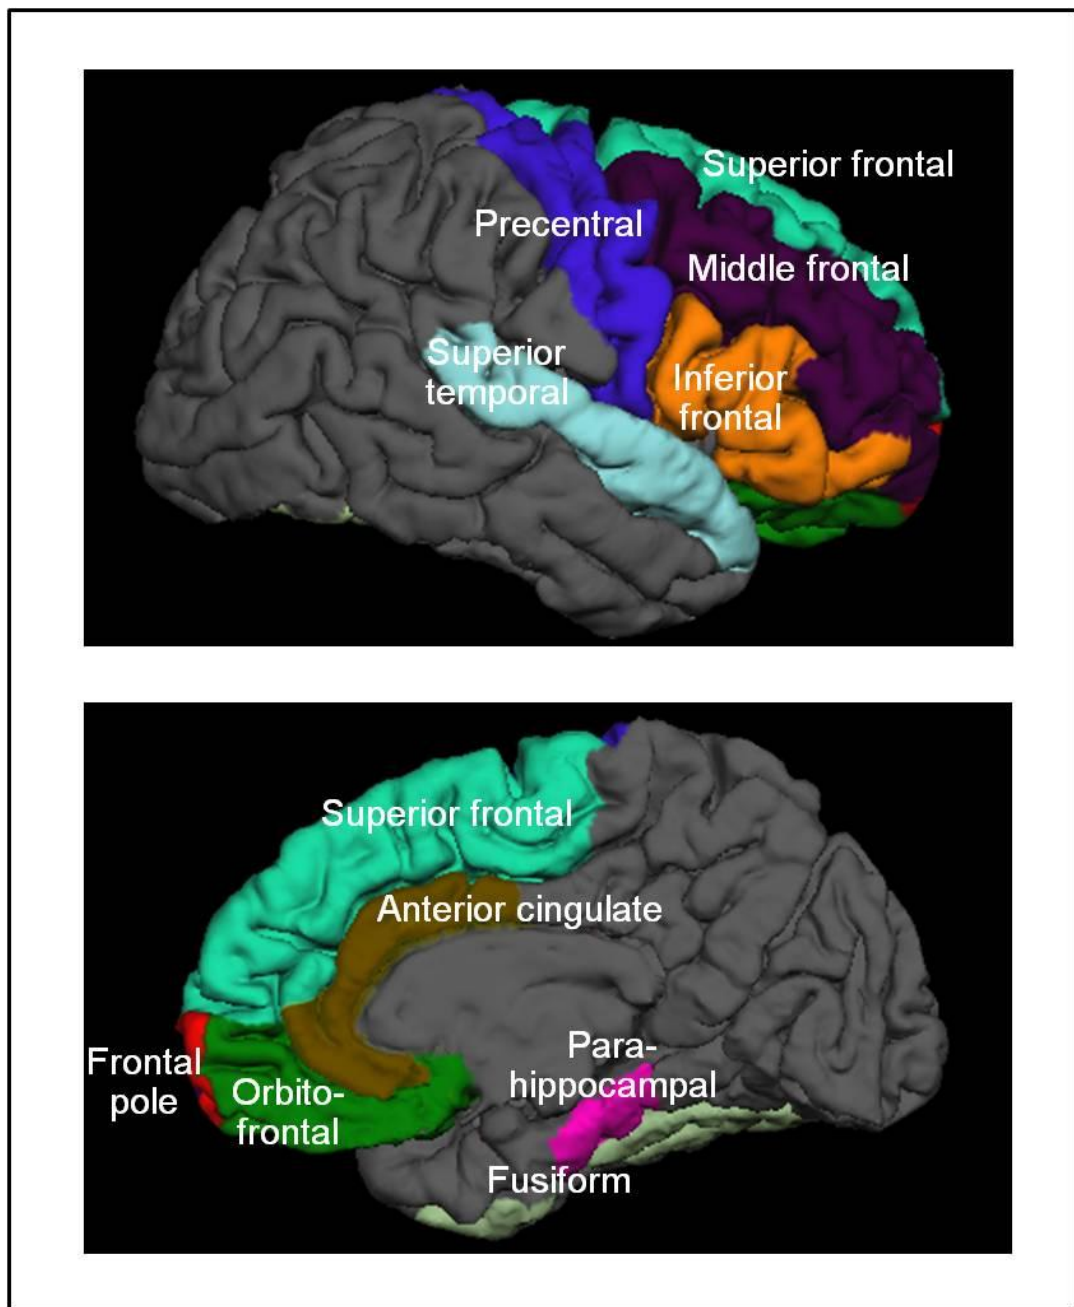 Superior frontal
Precentral
Middle frontal
Superior
temporal
Inferior
frontal
Superior frontal
Anterior cingulate
Para-
hippocampal
Frontal
pole
Orbito-
frontal
Fusiform